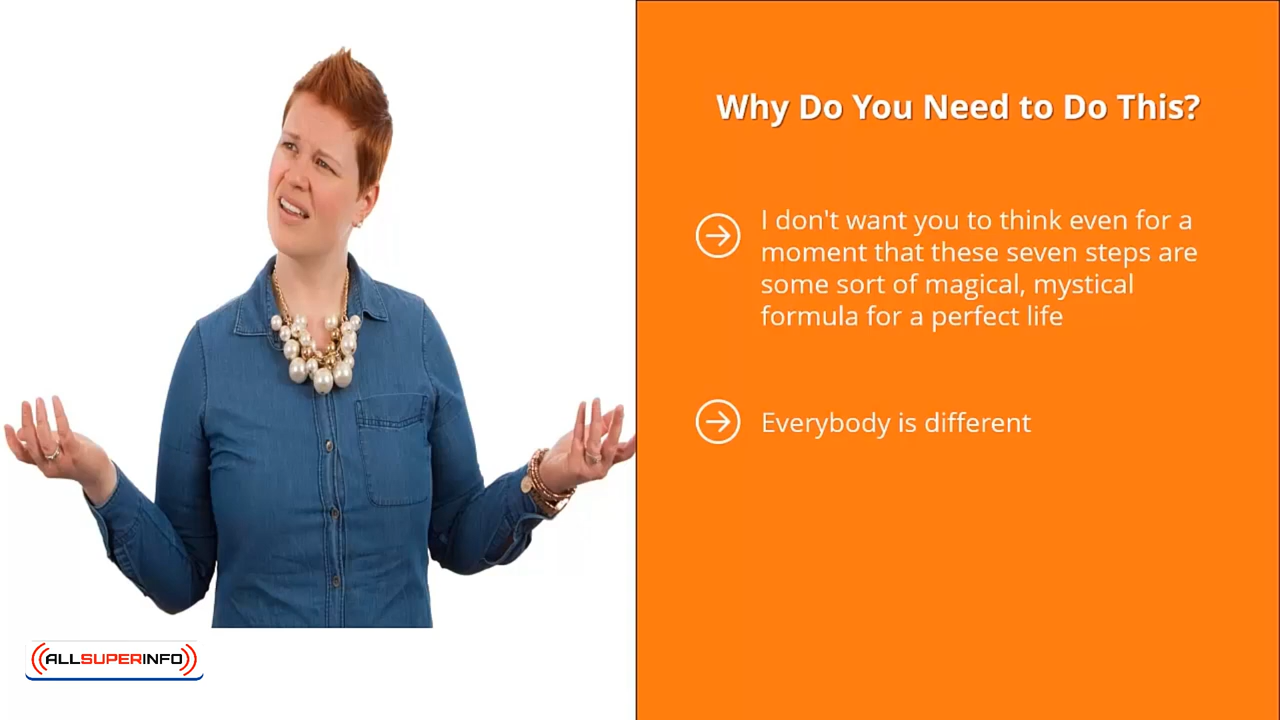 Why Do You Need to Do This?
I don't want you to think even for a
moment that these seven steps are
some sort of magical, mystical
formula for a perfect life
Everybody is different
ALLSUPERINFO